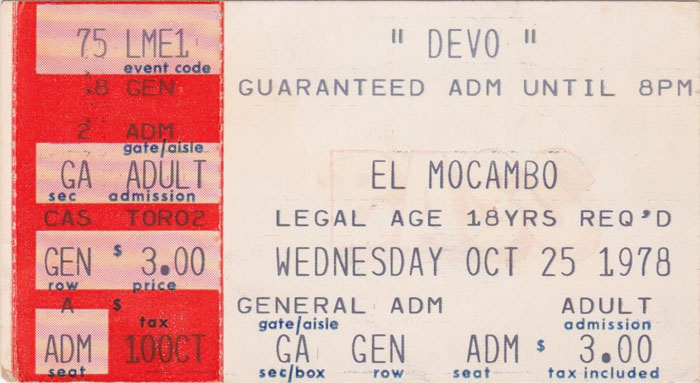 75 LME1
event code
.8 GEN
2 ADM
gate/aisle
GA ADULT
sec admission
CAS TORO2
GEN $ 3.00
row price
A $
tax
ADM 10OCT
seat
" DEVO "
GUARANTEED ADM UNTIL 8PM
EL MOCAMBO
LEGAL AGE 18YRS REQ'D
WEDNESDAY OCT 25 1978
GENERAL ADM ADULT
gate/aisle admission
GA GEN ADM $ 3.00
sec/box row seat tax included